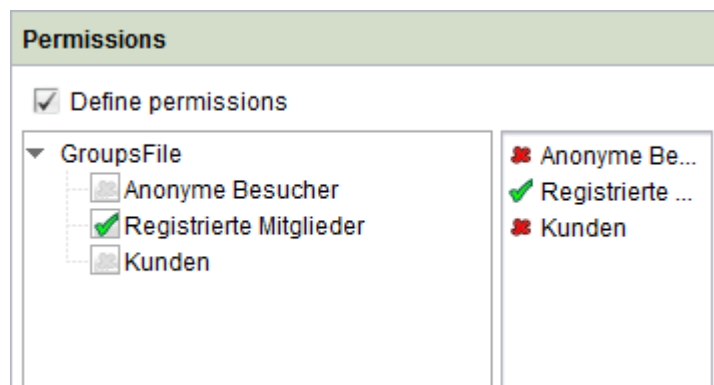 Permissions
Define permissions
GroupsFile
Anonyme Besucher
Registrierte Mitglieder
Kunden
Anonyme Be...
Registrierte ...
Kunden